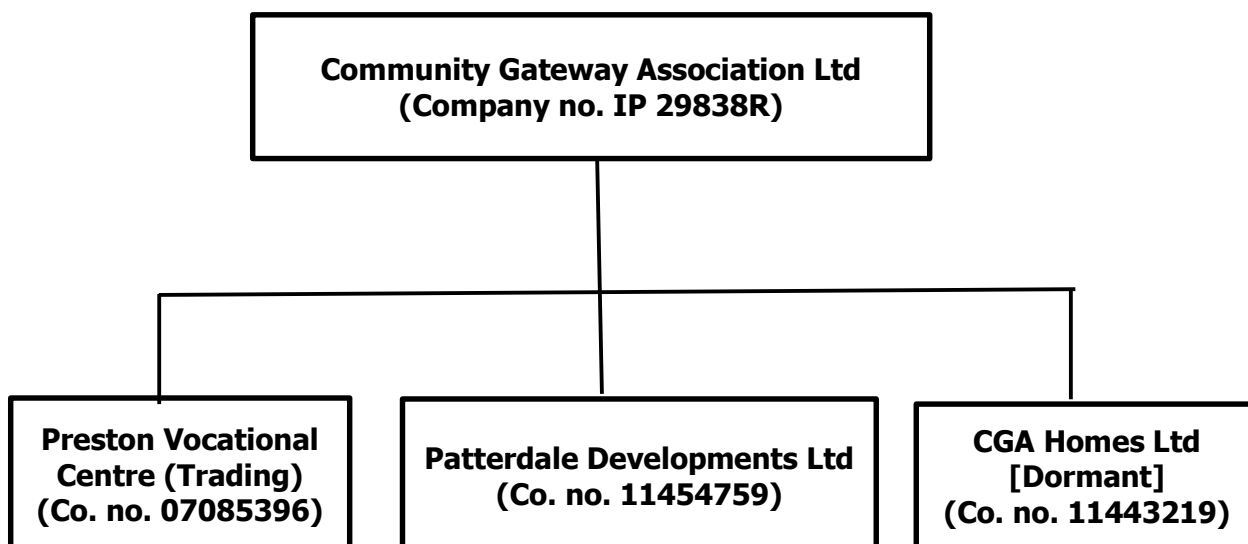 Community Gateway Association Ltd
(Company no. IP 29838R)
Preston Vocational
Centre (Trading)
(Co. no. 07085396)
Patterdale Developments Ltd
(Co. no. 11454759)
CGA Homes Ltd
[Dormant]
(Co. no. 11443219)